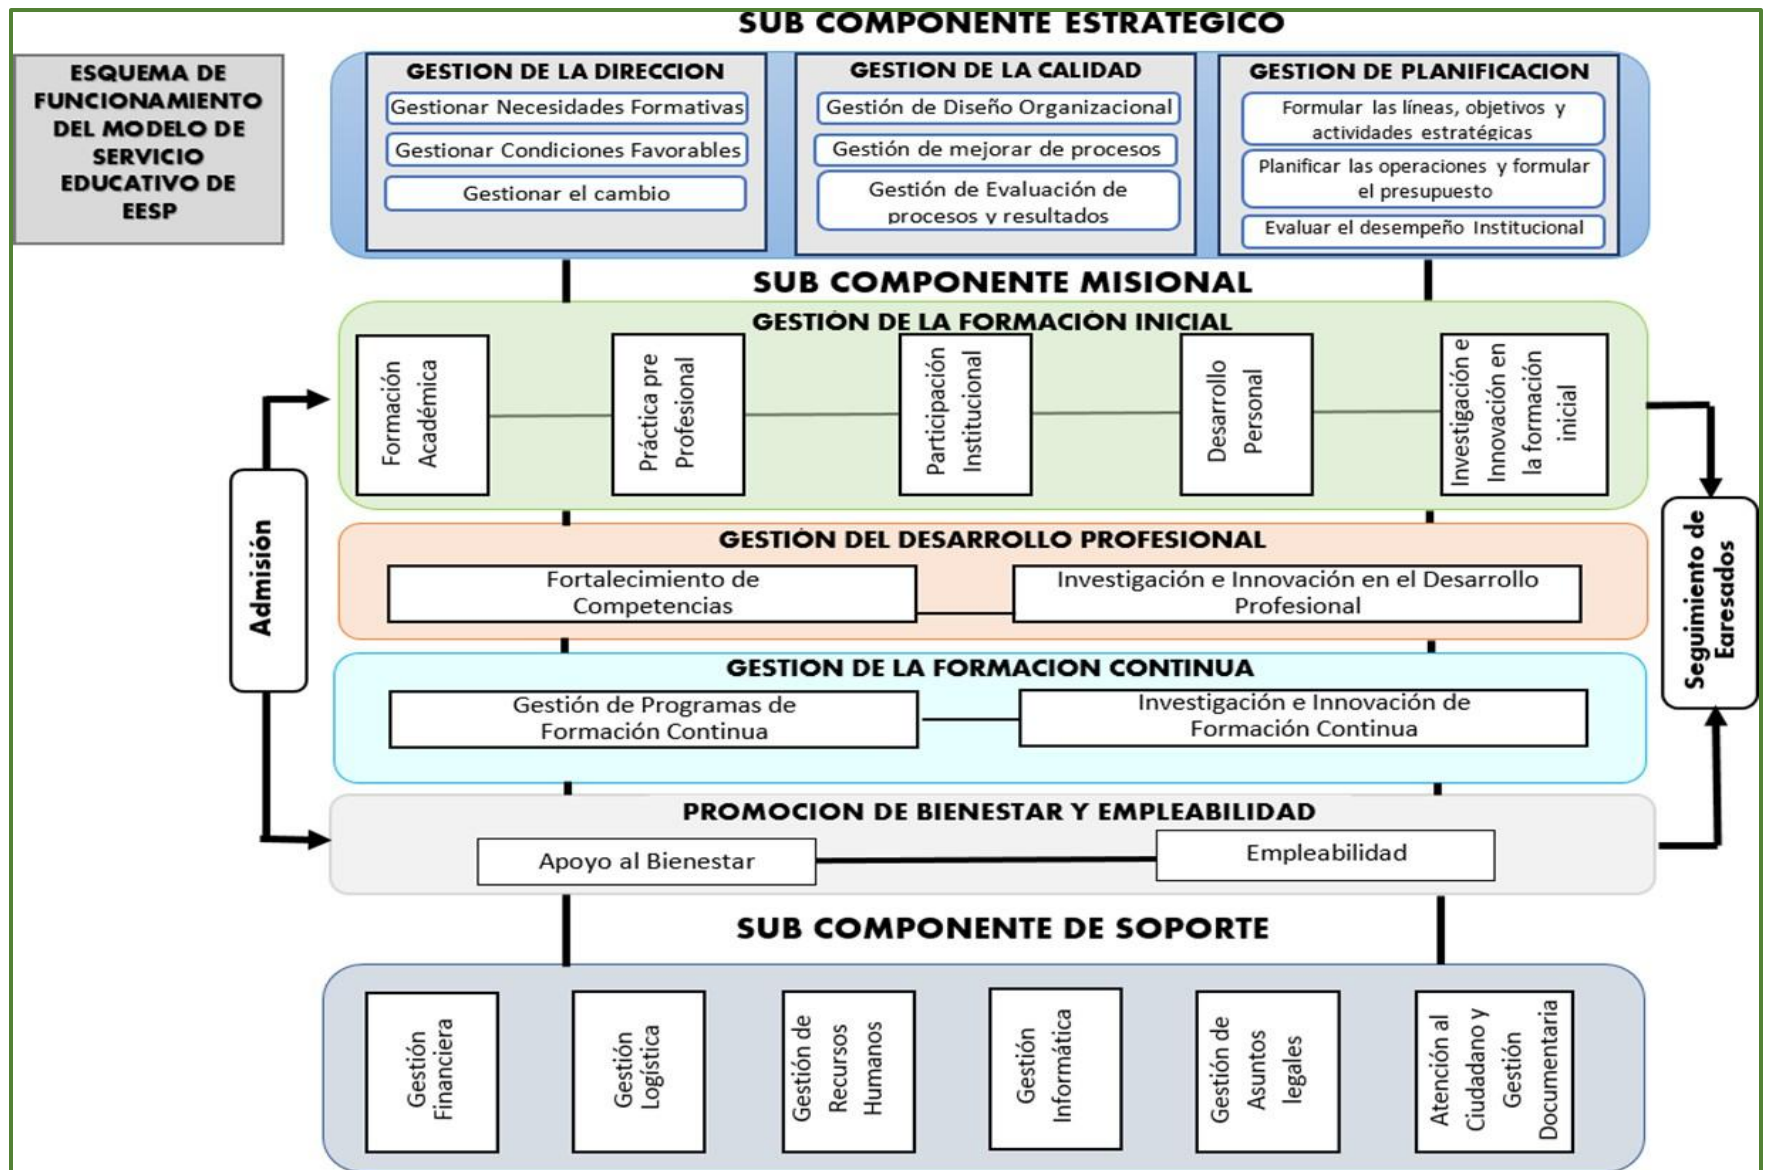 SUB COMPONENTE ESTRATEGICO
ESQUEMA DE
FUNCIONAMIENTO
DEL MODELO DE
SERVICIO
EDUCATIVO DE
EESP
GESTION DE LA DIRECCION
Gestionar Necesidades Formativas
Gestionar Condiciones Favorables
Gestionar el cambio
GESTION DE LA CALIDAD
Gestión de Diseño Organizacional
Gestión de mejorar de procesos
Gestión de Evaluación de
procesos y resultados
GESTION DE PLANIFICACION
Formular las líneas, objetivos y
actividades estratégicas
Planificar las operaciones y formular
el presupuesto
Evaluar el desempeño Institucional
SUB COMPONENTE MISIONAL
GESTIÓN DE LA FORMACIÓN INICIAL
Formación
Académica
Práctica pre
Profesional
Participación
Institucional
Desarrollo
Personal
Investigación e
Innovación en
la formación
inicial
Admisión
GESTIÓN DEL DESARROLLO PROFESIONAL
Fortalecimiento de
Competencias
Investigación e Innovación en el Desarrollo
Profesional
GESTION DE LA FORMACION CONTINUA
Gestión de Programas de
Formación Continua
Investigación e Innovación de
Formación Continua
Seguimiento de
Egresados
PROMOCION DE BIENESTAR Y EMPLEABILIDAD
Apoyo al Bienestar
Empleabilidad
SUB COMPONENTE DE SOPORTE
Gestión
Financiera
Gestión
Logística
Gestión de
Recursos
Humanos
Gestión
Informática
Gestión de
Asuntos
legales
Atención al
Ciudadano y
Gestión
Documentaria